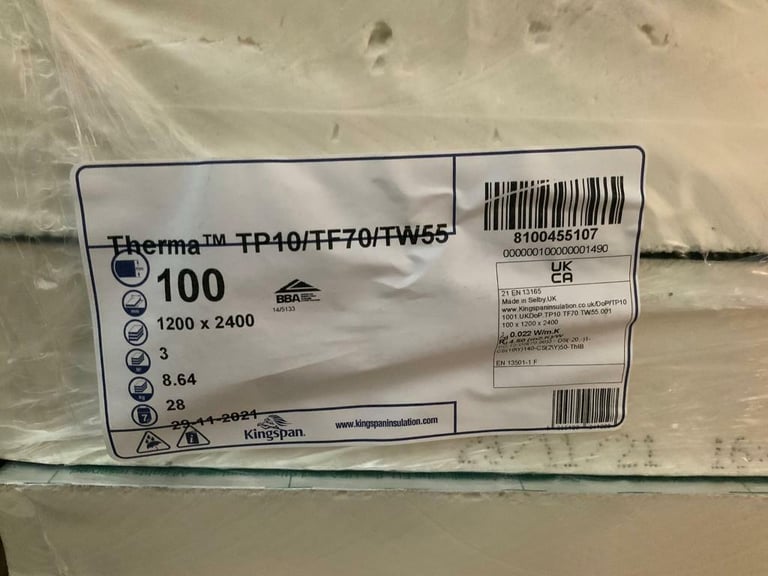 Therma™ TP10/TF70/TW55
100
BBA
14/5133
1200 x 2400
3
8.64
28
29-11-2021
Kingspan.
www.kingspaninsulation.com
8100455107
000000100000001490
UK
CA
21 EN 13165
Made in Selby,UK
www.Kingspaninsulation.co.uk/DoP/TP10
1001.UKDoP.TP10.TF70.TW55.001
100 x 1200 x 2400
0.022 W/m.K
EN 13501-1 F